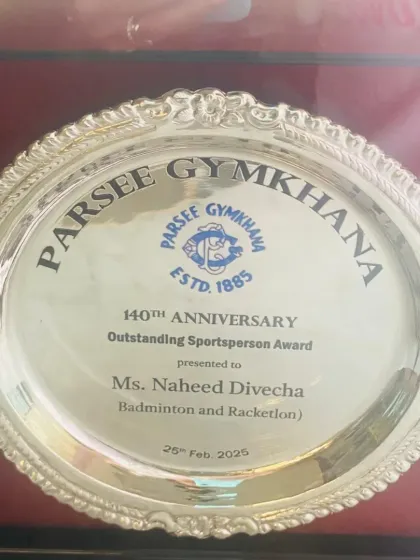 PARSEE GYMKHANA
PARSEE GYMKHANA
ESTD. 1885
140TH ANNIVERSARY
Outstanding Sportsperson Award
presented to
Ms. Naheed Divecha
Badminton and Racketlon)
25th Feb. 2025